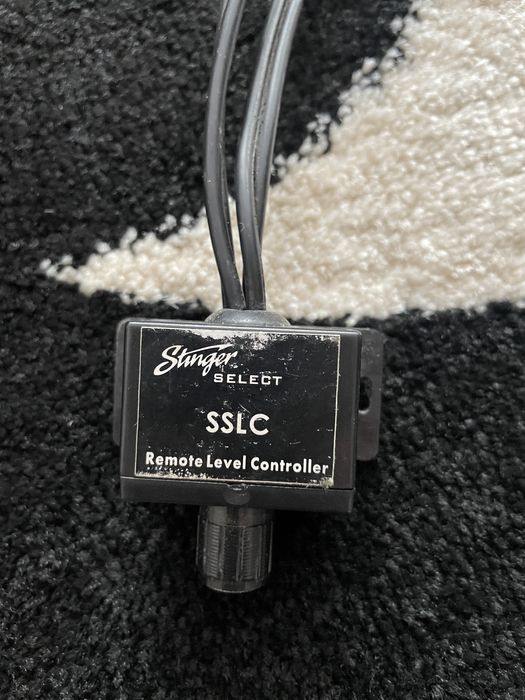 Stinger
SELECT
SSLC
Remote Level Controller